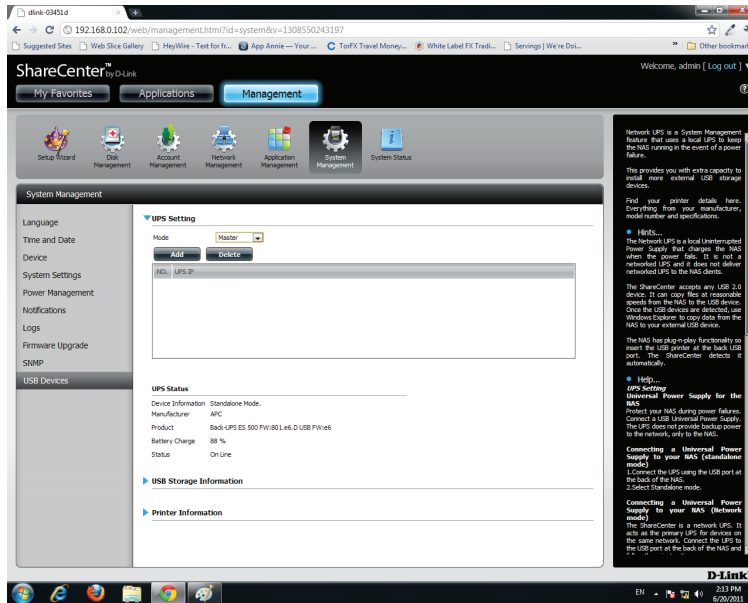 dlink-03451d
192.168.0.102/web/management.html?id=system&v=1308550243197
Suggested Sites
Web Slice Gallery
HeyWire - Text for fr...
App Annie — Your ...
TorFX Travel Money...
White Label FX Tradi...
Servings | We're Doi...
»
Other bookmar
ShareCenter by D-Link
Welcome, admin [ Log out ]
My Favorites
Applications
Management
Setup Wizard
Disk Management
Account Management
Network Management
Application Management
System Management
System Status
System Management
Language
Time and Date
Device
System Settings
Power Management
Notifications
Logs
Firmware Upgrade
SNMP
USB Devices
UPS Setting
Mode Master
Add Delete
NO. UPS IP
UPS Status
Device Information Standalone Mode.
Manufacturer APC
Product Back-UPS ES 500 FW:801.e6.D USB FW:e6
Battery Charge 88 %
Status On Line
USB Storage Information
Printer Information
Network UPS is a System Management
feature that uses a local UPS to keep
the NAS running in the event of a power
failure.
This provides you with extra capacity to
install more external USB storage
devices.
Find your printer details here.
Everything from your manufacturer,
model number and specifications.
Hints...
The Network UPS is a local Uninterrupted
Power Supply that charges the NAS
when the power fails. It is not a
networked UPS and it does not deliver
networked UPS to the NAS clients.
The ShareCenter accepts any USB 2.0
device. It can copy files at reasonable
speeds from the NAS to the USB device.
Once the USB devices are detected, use
Windows Explorer to copy data from the
NAS to your external USB device.
The NAS has plug-n-play functionality so
insert the USB printer at the back USB
port. The ShareCenter detects it
automatically.
Help...
UPS Setting
Universal Power Supply for the
NAS
Protect your NAS during power failures.
Connect a USB Universal Power Supply.
The UPS does not provide backup power
to the network, only to the NAS.
Connecting a Universal Power
Supply to your NAS (standalone
mode)
1.Connect the UPS using the USB port at
the back of the NAS.
2.Select Standalone mode.
Connecting a Universal Power
Supply to your NAS (Network
mode)
The ShareCenter is a network UPS. It
acts as the primary UPS for devices on
the same network. Connect the UPS to
the USB port at the back of the NAS and
D-Link
EN
2:13 PM
6/20/2011